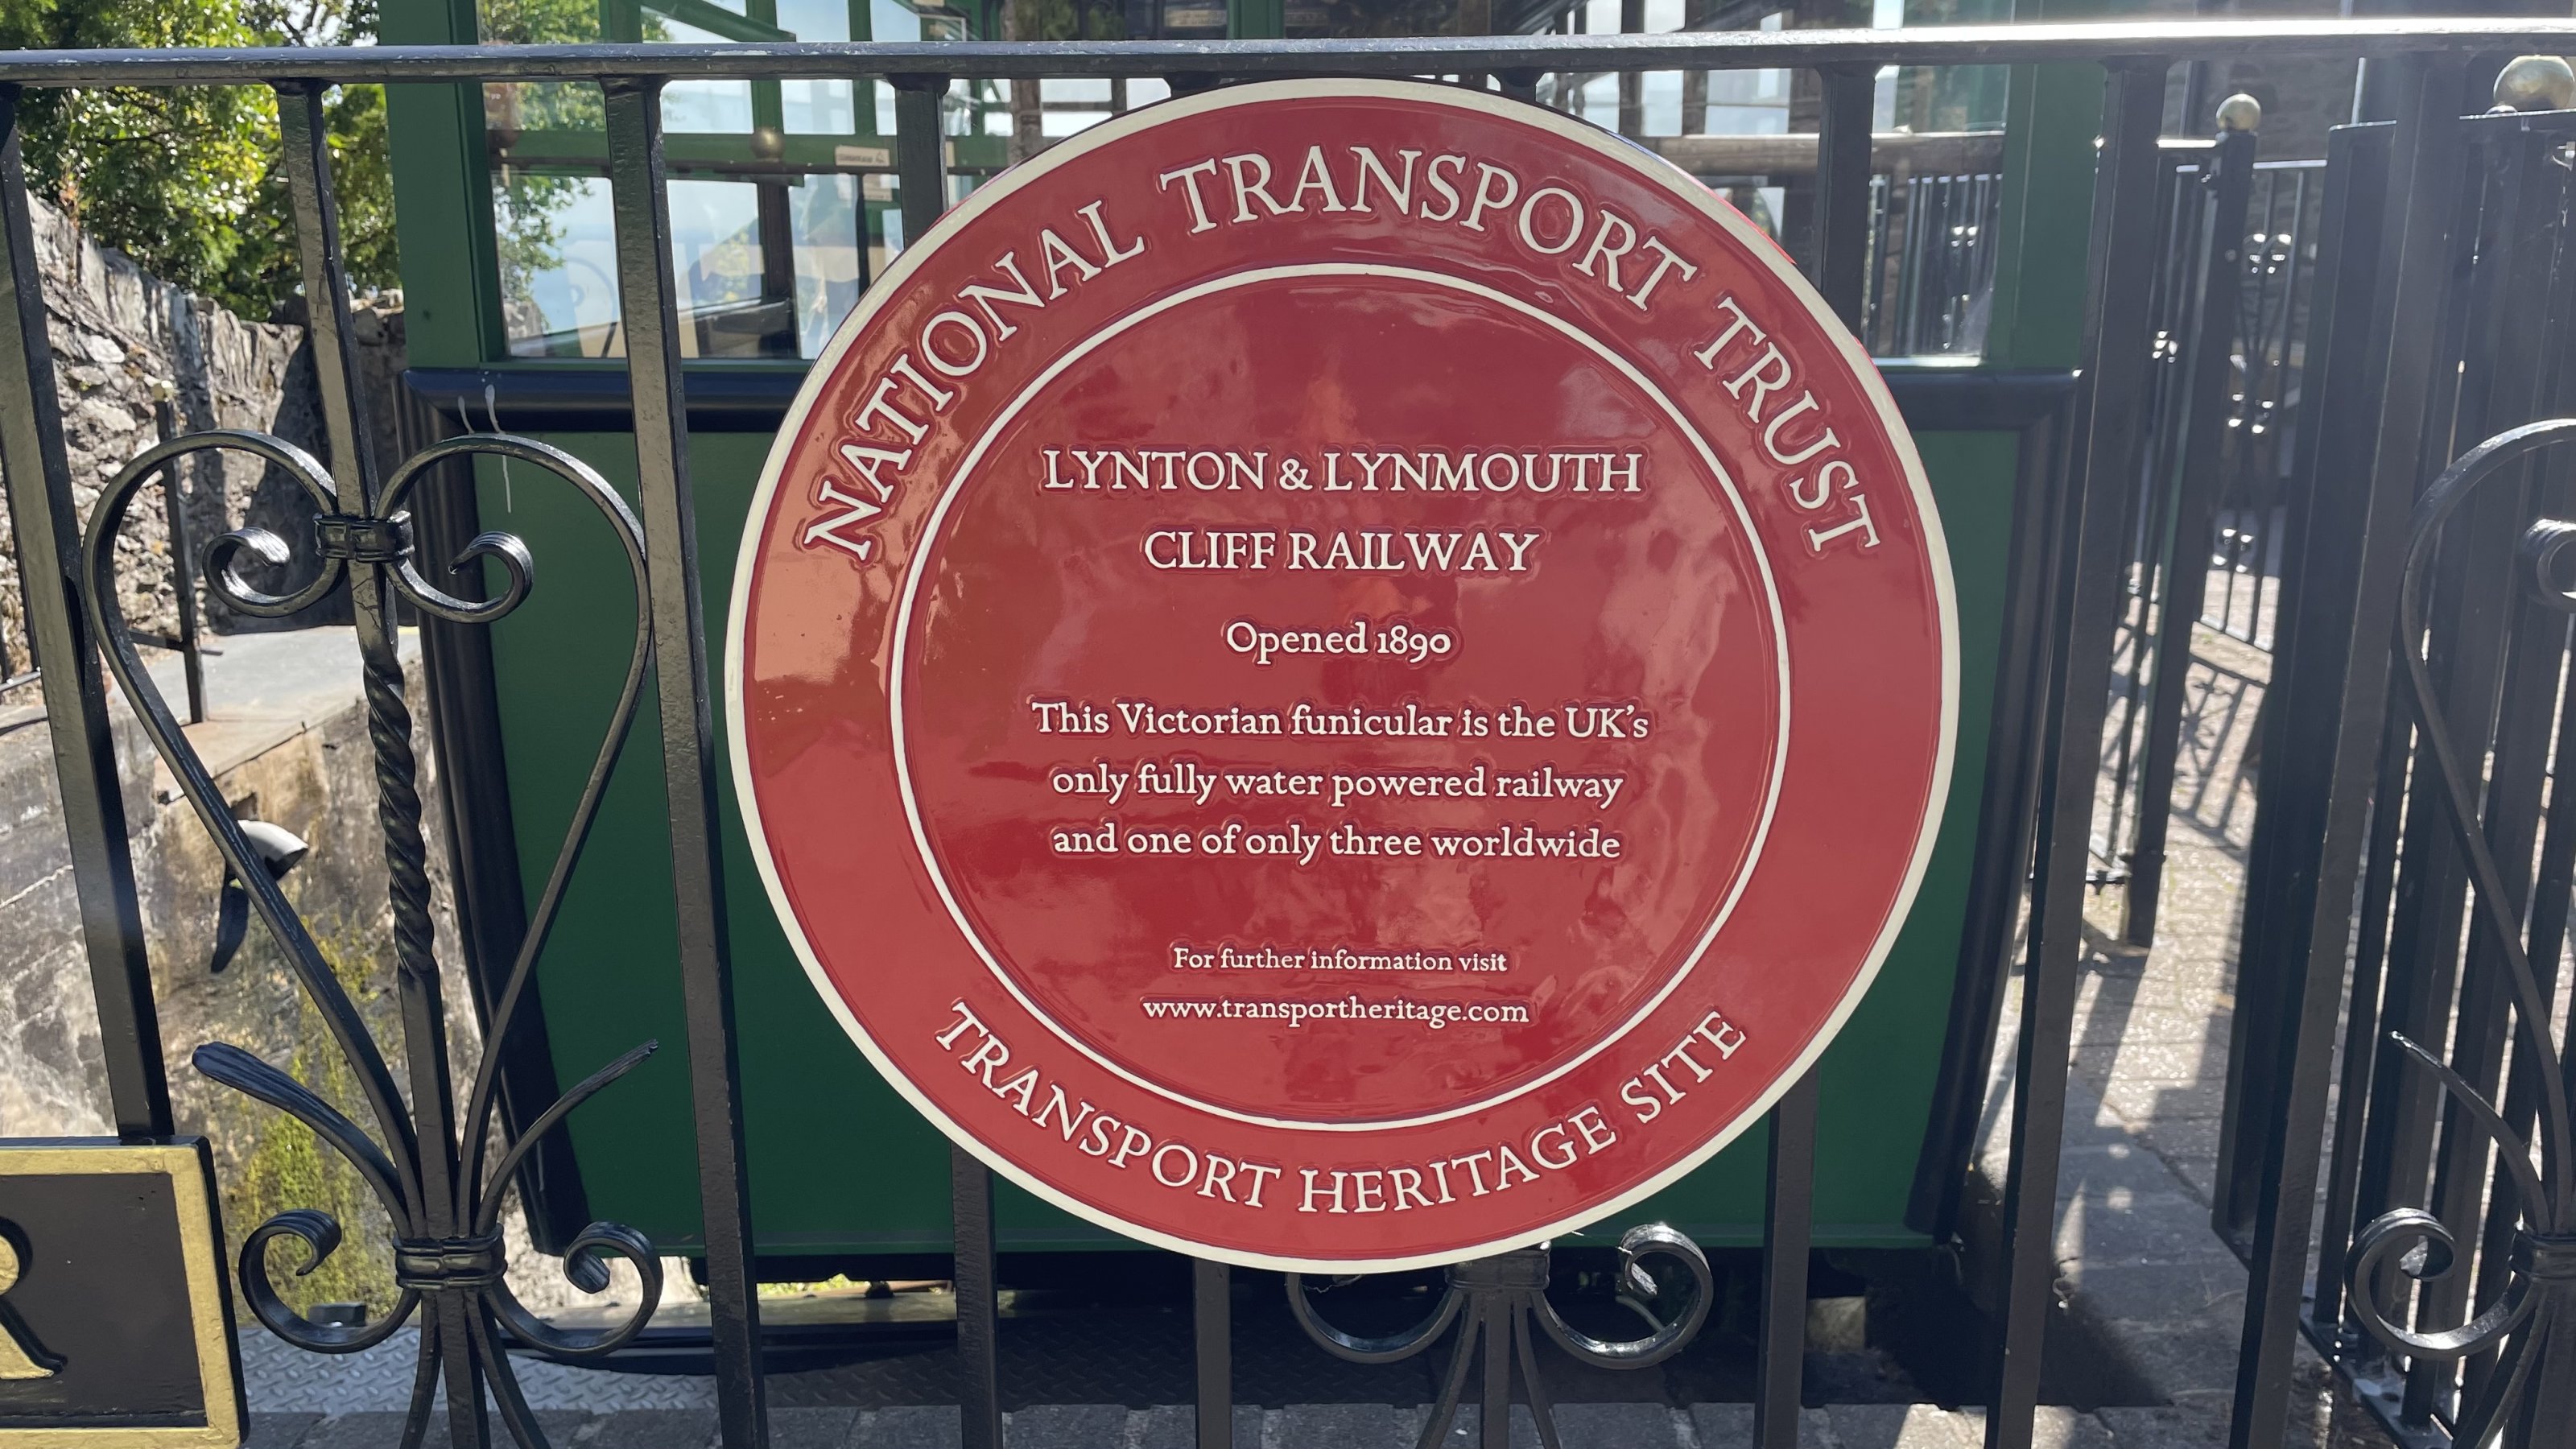 NATIONAL TRANSPORT TRUST
LYNTON & LYNMOUTH
CLIFF RAILWAY
Opened 1890
This Victorian funicular is the UK's
only fully water powered railway
and one of only three worldwide
For further information visit
www.transportheritage.com
TRANSPORT HERITAGE SITE
R